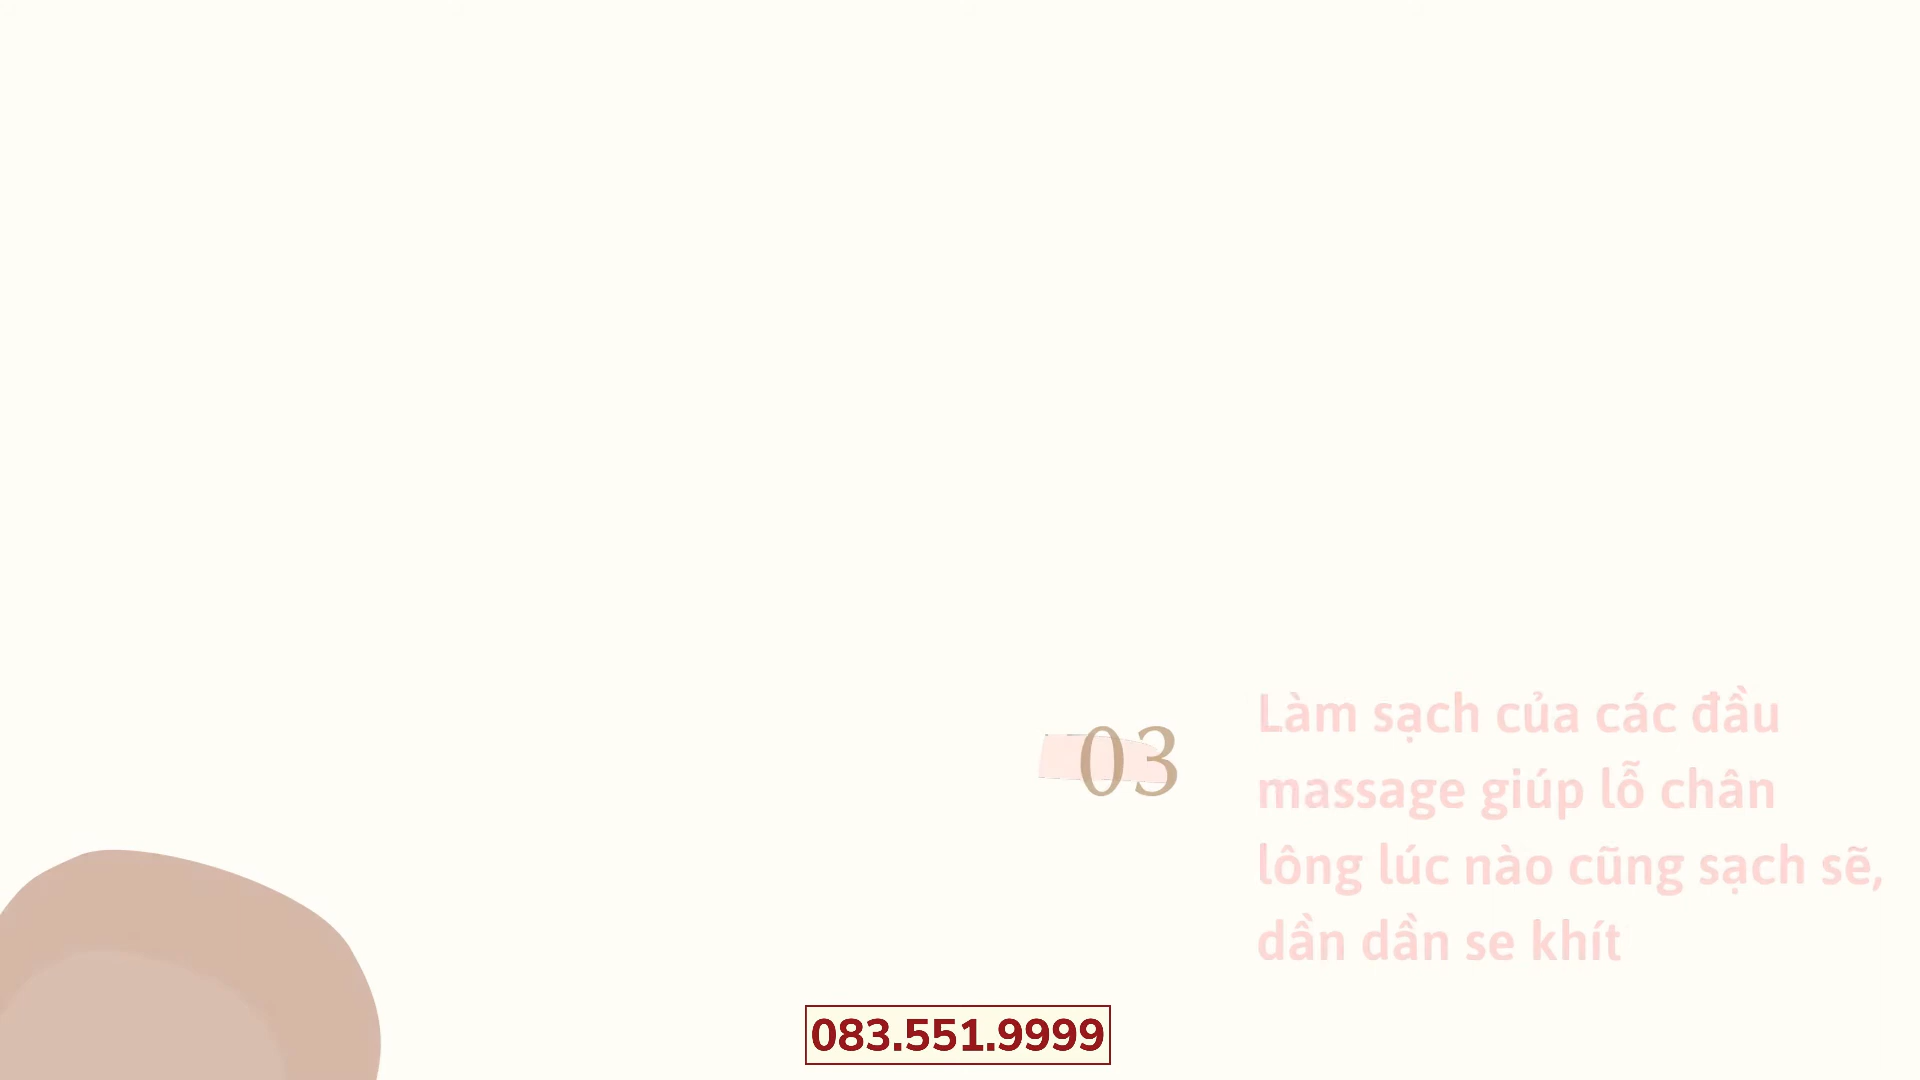 03
Làm sạch của các đầu
massage giúp lỗ chân
lông lúc nào cũng sạch sẽ,
dần dần se khít
083.551.9999